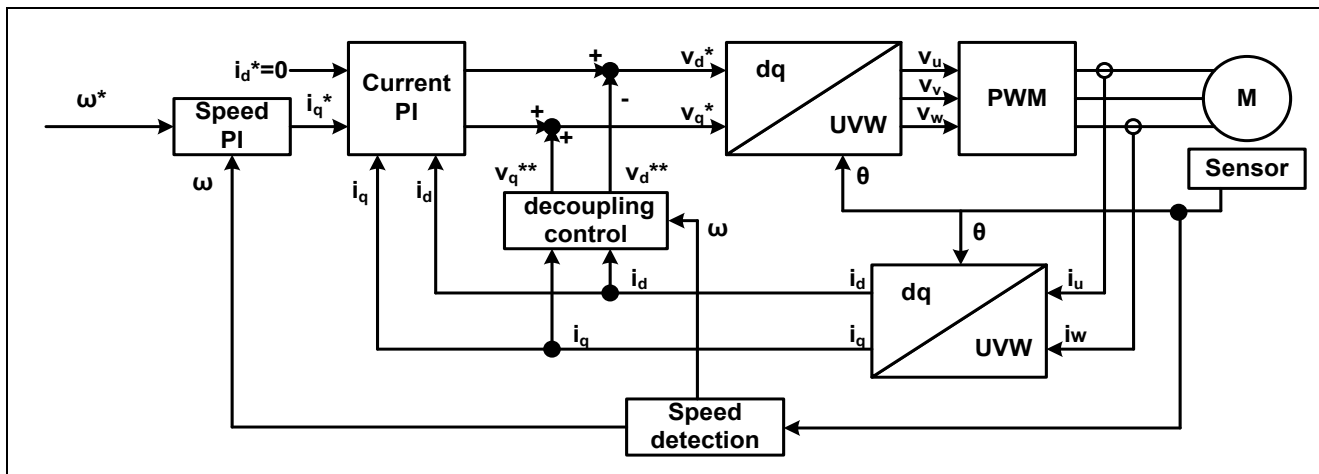 ω*
Speed
PI
ω
i_d*=0
i_q*
Current
PI
i_q
i_d
+
-
+
+
v_q**
v_d**
decoupling
control
ω
v_d*
v_q*
dq
UVW
θ
v_u
v_v
v_w
PWM
M
Sensor
θ
i_d
i_d
i_q
i_q
dq
UVW
i_u
iw
Speed
detection